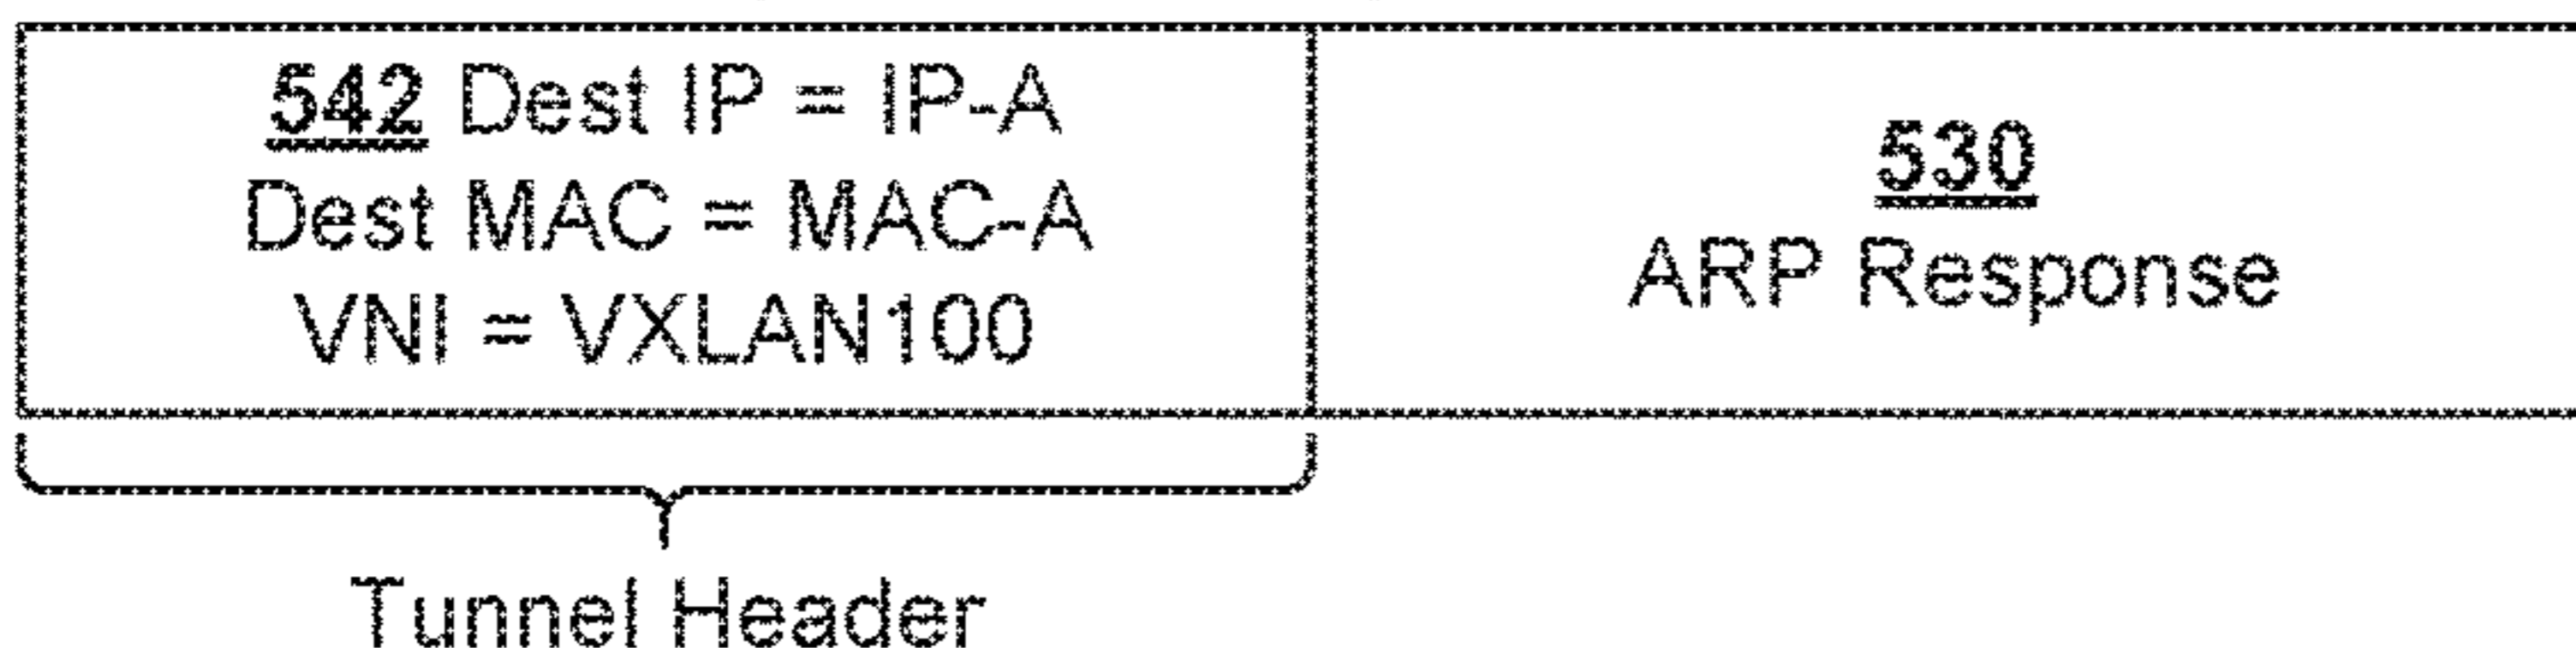 542 Dest IP = IP-A
Dest MAC = MAC-A
VNI = VXLAN100
530
ARP Response
Tunnel Header